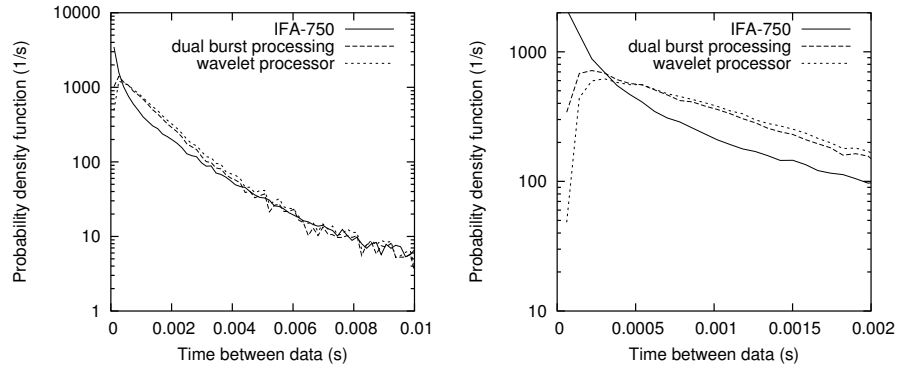 10000
1000
100
10
1
0
0.002
0.004
0.006
0.008
0.01
Probability density function (1/s)
Time between data (s)
IFA-750
dual burst processing
wavelet processor
1000
100
10
0
0.0005
0.001
0.0015
0.002
Probability density function (1/s)
Time between data (s)
IFA-750
dual burst processing
wavelet processor